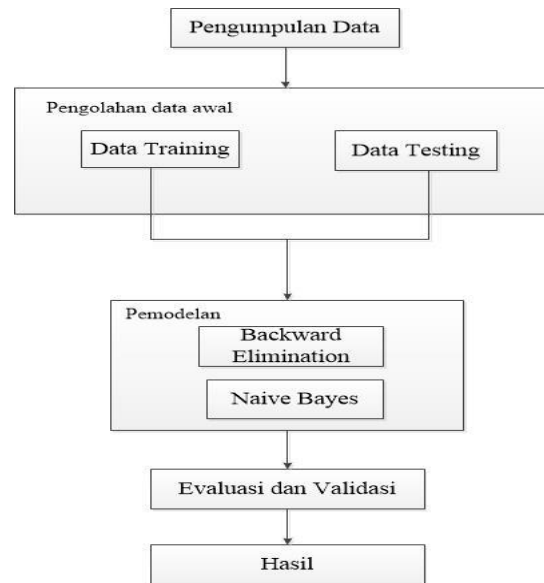 Pengumpulan Data
Pengolahan data awal
Data Training
Data Testing
Pemodelan
Backward
Elimination
Naive Bayes
Evaluasi dan Validasi
Hasil